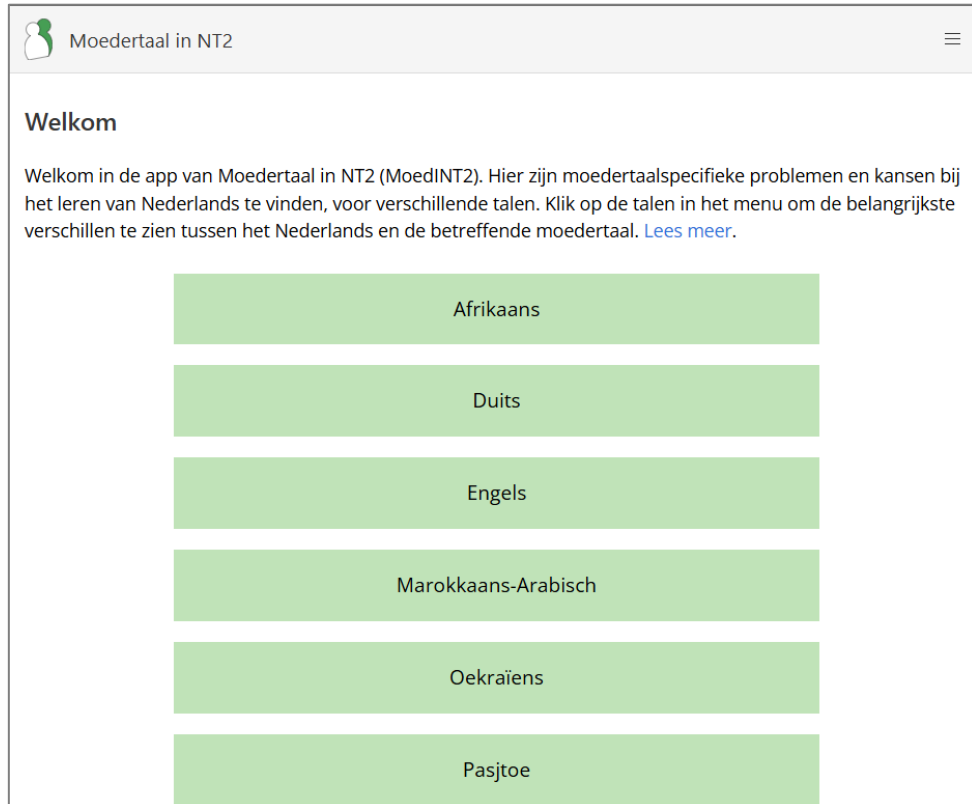 Moedertaal in NT2
Welkom
Welkom in de app van Moedertaal in NT2 (MoedINT2). Hier zijn moedertaalspecifieke problemen en kansen bij
het leren van Nederlands te vinden, voor verschillende talen. Klik op de talen in het menu om de belangrijkste
verschillen te zien tussen het Nederlands en de betreffende moedertaal. Lees meer.
Afrikaans
Duits
Engels
Marokkaans-Arabisch
Oekraïens
Pasjtoe